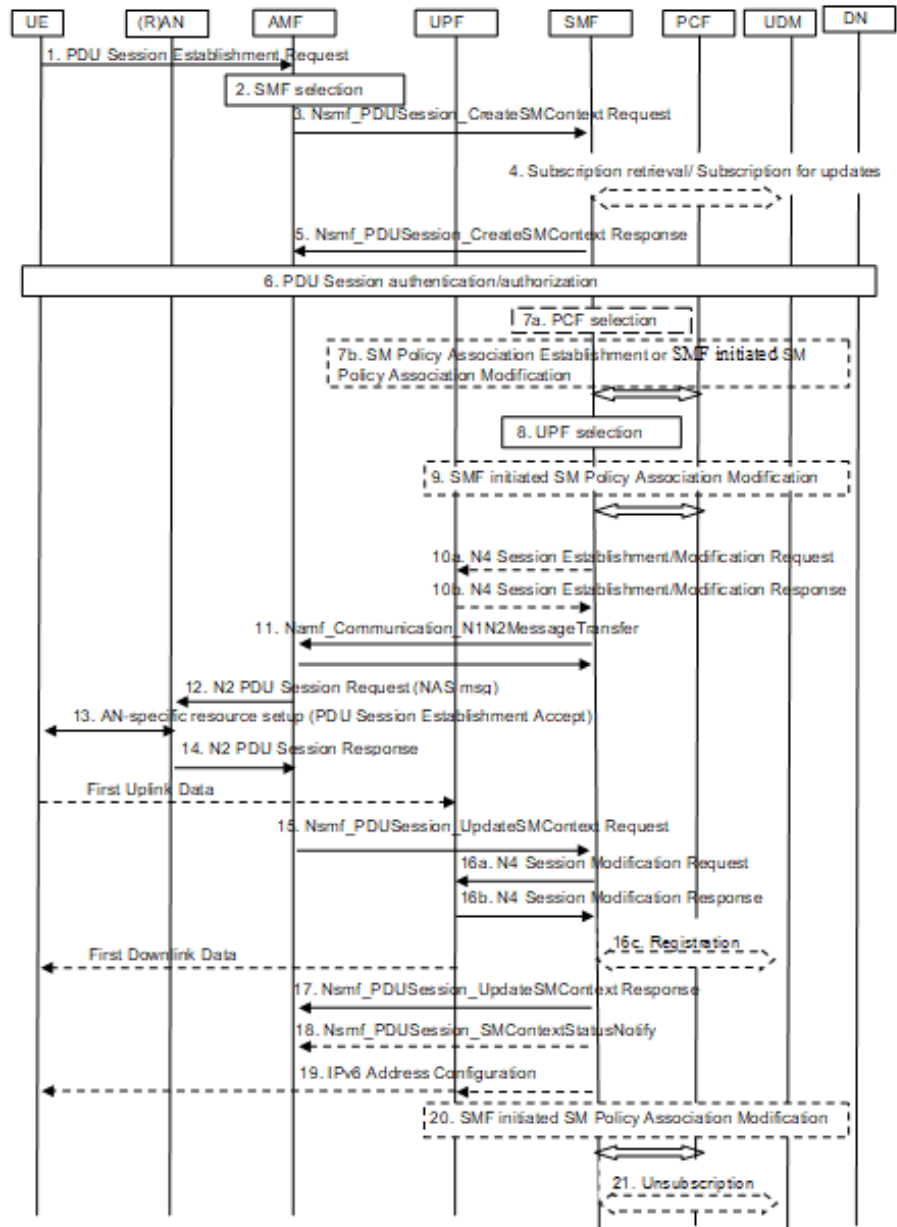 UE (R)AN AMF UPF SMF PCF UDM DN
1. PDU Session Establishment Request
2. SMF selection
3. Nsmf_PDUSession_CreateSMContext Request
4. Subscription retrieval/ Subscription for updates
5. Nsmf_PDUSession_CreateSMContext Response
6. PDU Session authentication/authorization
7a. PCF selection
7b. SM Policy Association Establishment or SMF initiated SM
Policy Association Modification
8. UPF selection
9. SMF initiated SM Policy Association Modification
10a. N4 Session Establishment/Modification Request
10b. N4 Session Establishment/Modification Response
11. Namf_Communication_N1N2MessageTransfer
12. N2 PDU Session Request (NAS msg)
13. AN-specific resource setup (PDU Session Establishment Accept)
14. N2 PDU Session Response
First Uplink Data
15. Nsmf_PDUSession_UpdateSMContext Request
16a. N4 Session Modification Request
16b. N4 Session Modification Response
16c. Registration
First Downlink Data
17. Nsmf_PDUSession_UpdateSMContext Response
18. Nsmf_PDUSession_SMContextStatusNotify
19. IPv6 Address Configuration
20. SMF initiated SM Policy Association Modification
21. Unsubscription